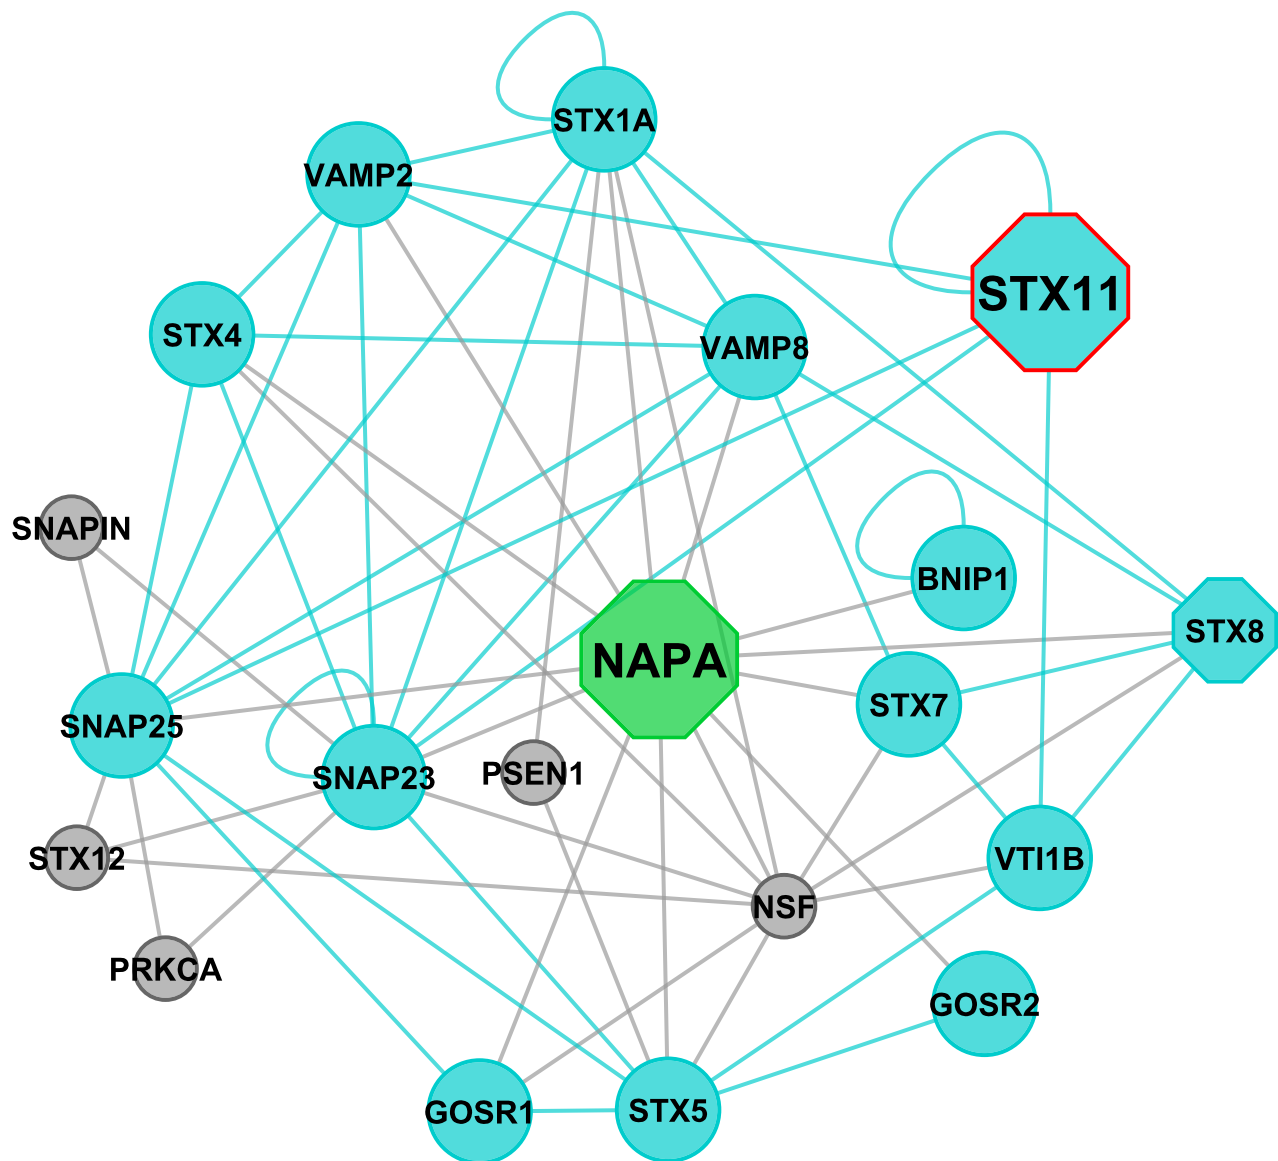 STX1A
VAMP2
STX11
STX4
VAMP8
SNAPIN
BNIP1
STX8
NAPA
STX7
SNAP25
SNAP23
PSEN1
STX12
VTI1B
NSF
PRKCA
GOSR2
GOSR1
STX5